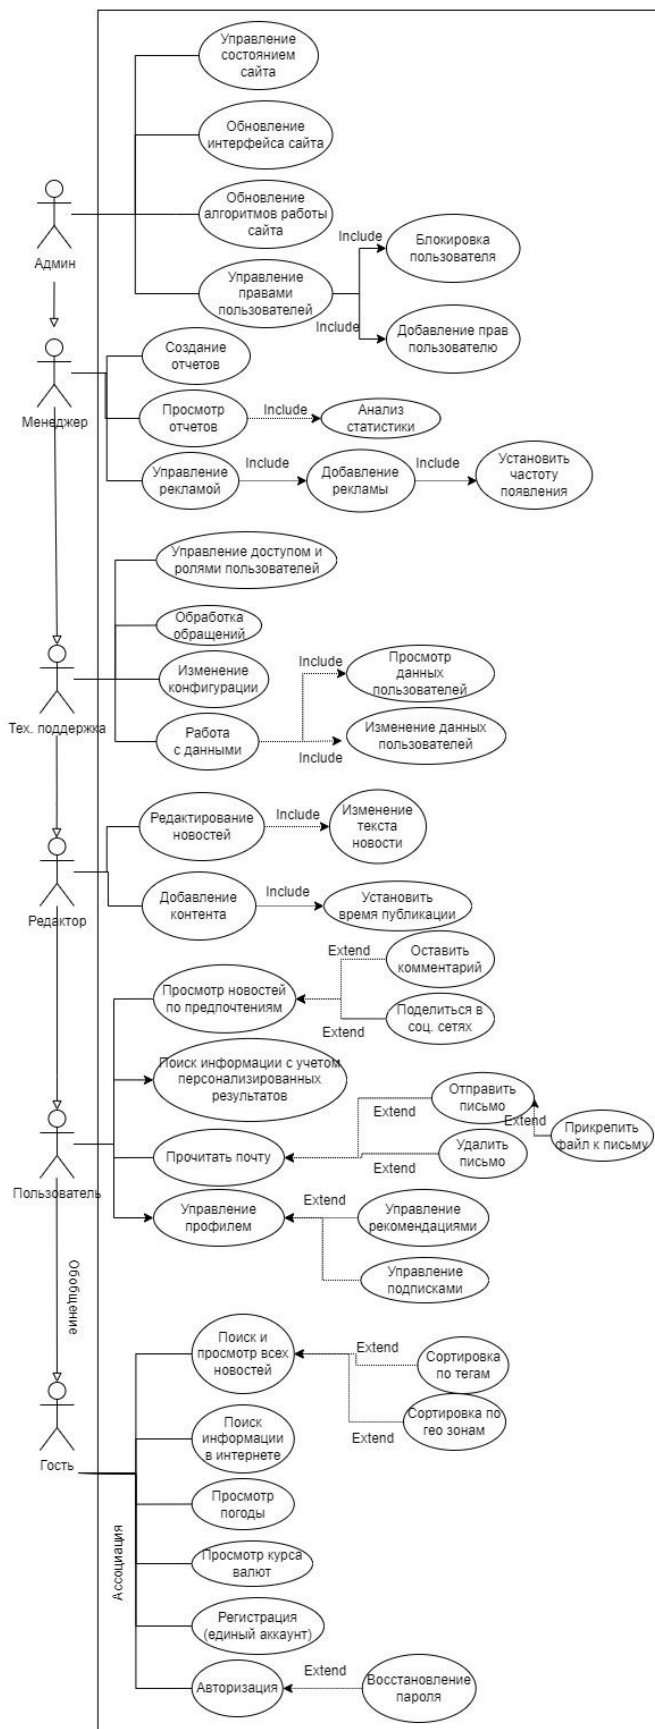 Управление
состоянием
сайта
Обновление
интерфейса сайта
Обновление
алгоритмов работы
сайта
Админ
Управление
правами
пользователей
Include
Блокировка
пользователя
Include
Добавление прав
пользователю
Менеджер
Создание
отчетов
Просмотр
отчетов
Include
Анализ
статистики
Управление
рекламой
Include
Добавление
рекламы
Include
Установить
частоту
появления
Управление доступом и
ролями пользователей
Обработка
обращений
Тех. поддержка
Изменение
конфигурации
Работа
с данными
Include
Просмотр
данных
пользователей
Include
Изменение данных
пользователей
Редактирование
новостей
Include
Изменение
текста
новости
Редактор
Добавление
контента
Include
Установить
время публикации
Просмотр новостей
по предпочтениям
Extend
Оставить
комментарий
Extend
Поделиться в
соц. сетях
Поиск информации с учетом
персонализированных
результатов
Пользователь
Прочитать почту
Extend
Отправить
письмо
Extend
Прикрепить
файл к письму
Extend
Удалить
письмо
Управление
профилем
Extend
Управление
рекомендациями
Управление
подписками
Обобщение
Поиск и
просмотр всех
новостей
Extend
Сортировка
по тегам
Extend
Сортировка по
гео зонам
Гость
Поиск
информации
в интернете
Просмотр
погоды
Ассоциация
Просмотр курса
валют
Регистрация
(единый аккаунт)
Авторизация
Extend
Восстановление
пароля